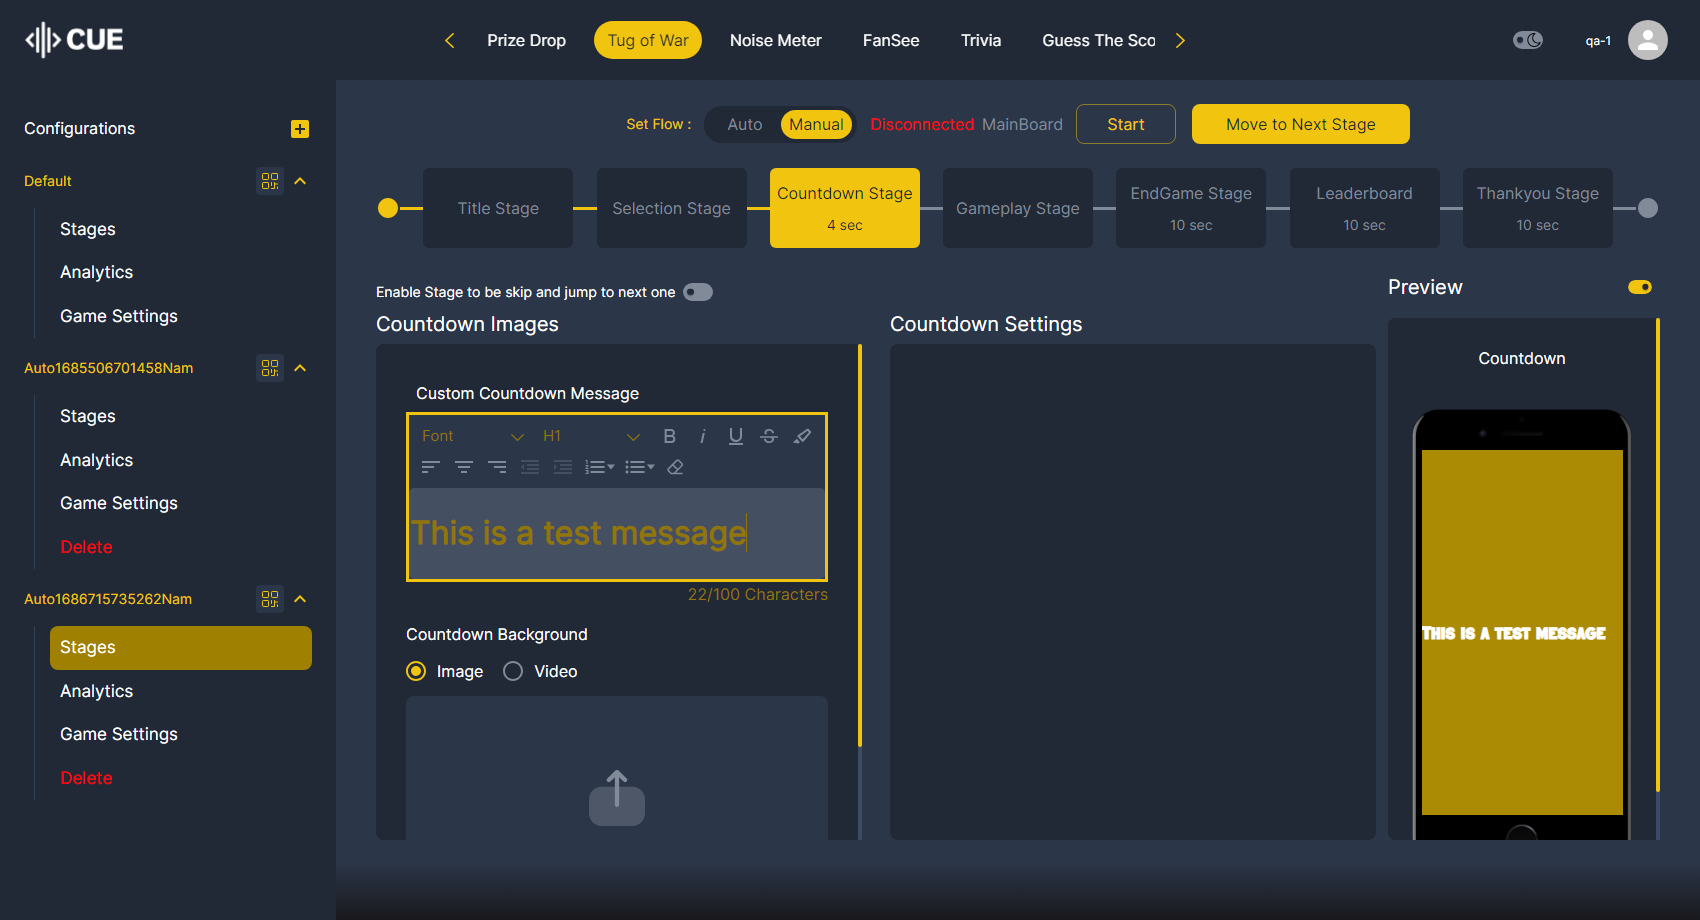 CUE
Prize Drop
Tug of War
Noise Meter
FanSee
Trivia
Guess The Sco
qa-1
Configurations
Default
Stages
Analytics
Game Settings
Auto1685506701458Nam
Stages
Analytics
Game Settings
Delete
Auto1686715735262Nam
Stages
Analytics
Game Settings
Delete
Set Flow :
Auto
Manual
Disconnected MainBoard
Start
Move to Next Stage
Title Stage
Selection Stage
Countdown Stage
4 sec
Gameplay Stage
EndGame Stage
10 sec
Leaderboard
10 sec
Thankyou Stage
10 sec
Enable Stage to be skip and jump to next one
Countdown Images
Custom Countdown Message
Font
H1
B
i
U
S
This is a test message
22/100 Characters
Countdown Background
Image
Video
Countdown Settings
Preview
Countdown
This is a test message